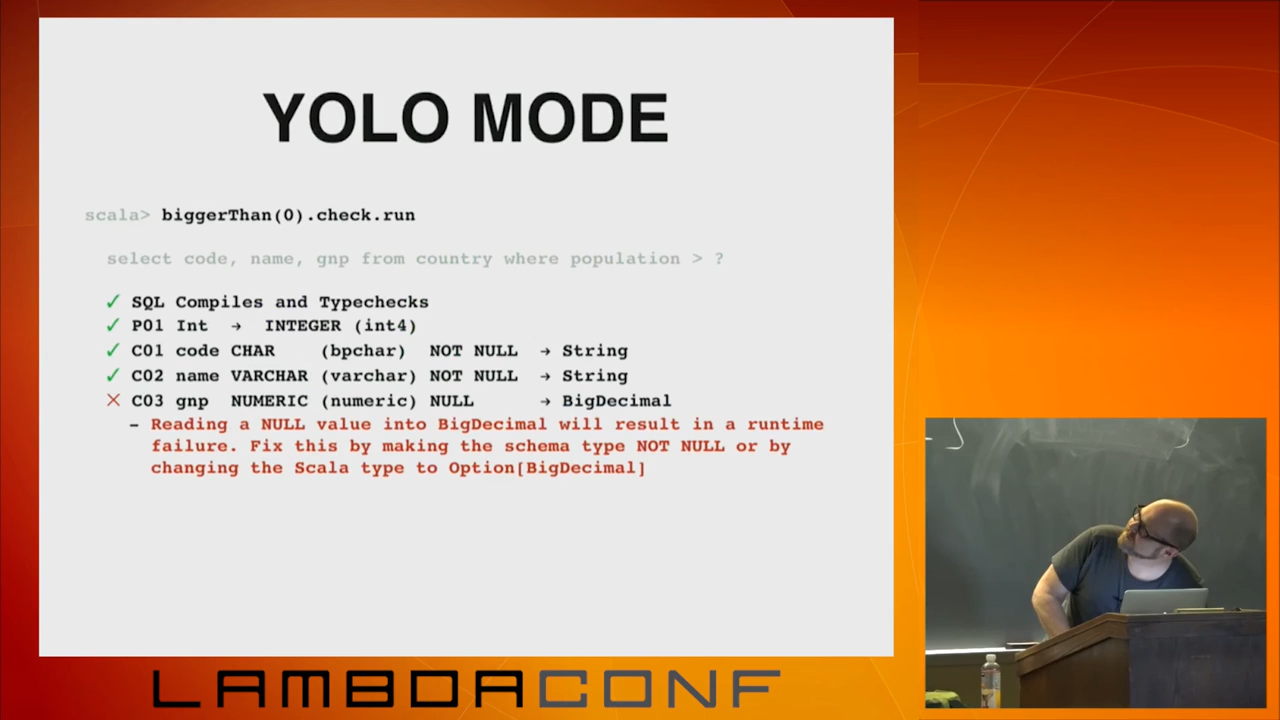 YOLO MODE
scala> biggerThan(0).check.run
select code, name, gnp from country where population > ?
✓ SQL Compiles and Typechecks
✓ P01 Int → INTEGER (int4)
✓ C01 code CHAR (bpchar) NOT NULL → String
✓ C02 name VARCHAR (varchar) NOT NULL → String
✕ C03 gnp NUMERIC (numeric) NULL → BigDecimal
– Reading a NULL value into BigDecimal will result in a runtime
failure. Fix this by making the schema type NOT NULL or by
changing the Scala type to Option[BigDecimal]
LAMBDACONF